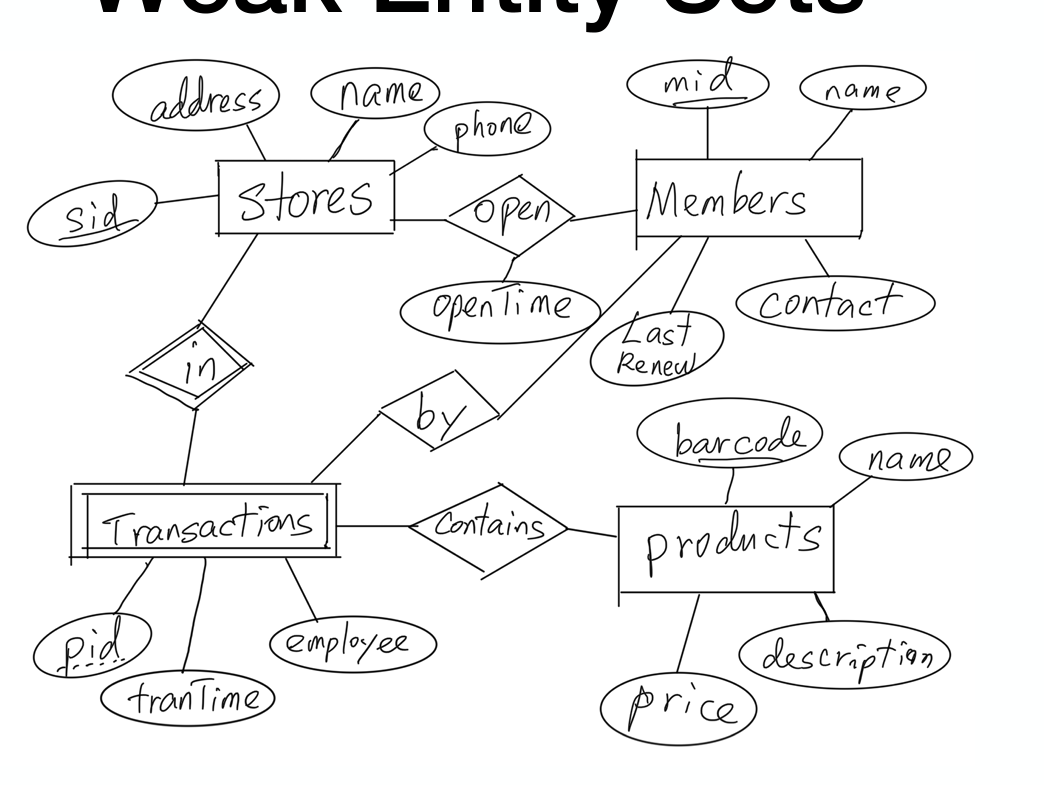 Weak Entity Sets
address
name
phone
sid
Stores
open
openTime
mid
name
Members
Last
Renew
contact
in
by
Transactions
Contains
barcode
name
products
pid
tranTime
employee
description
price